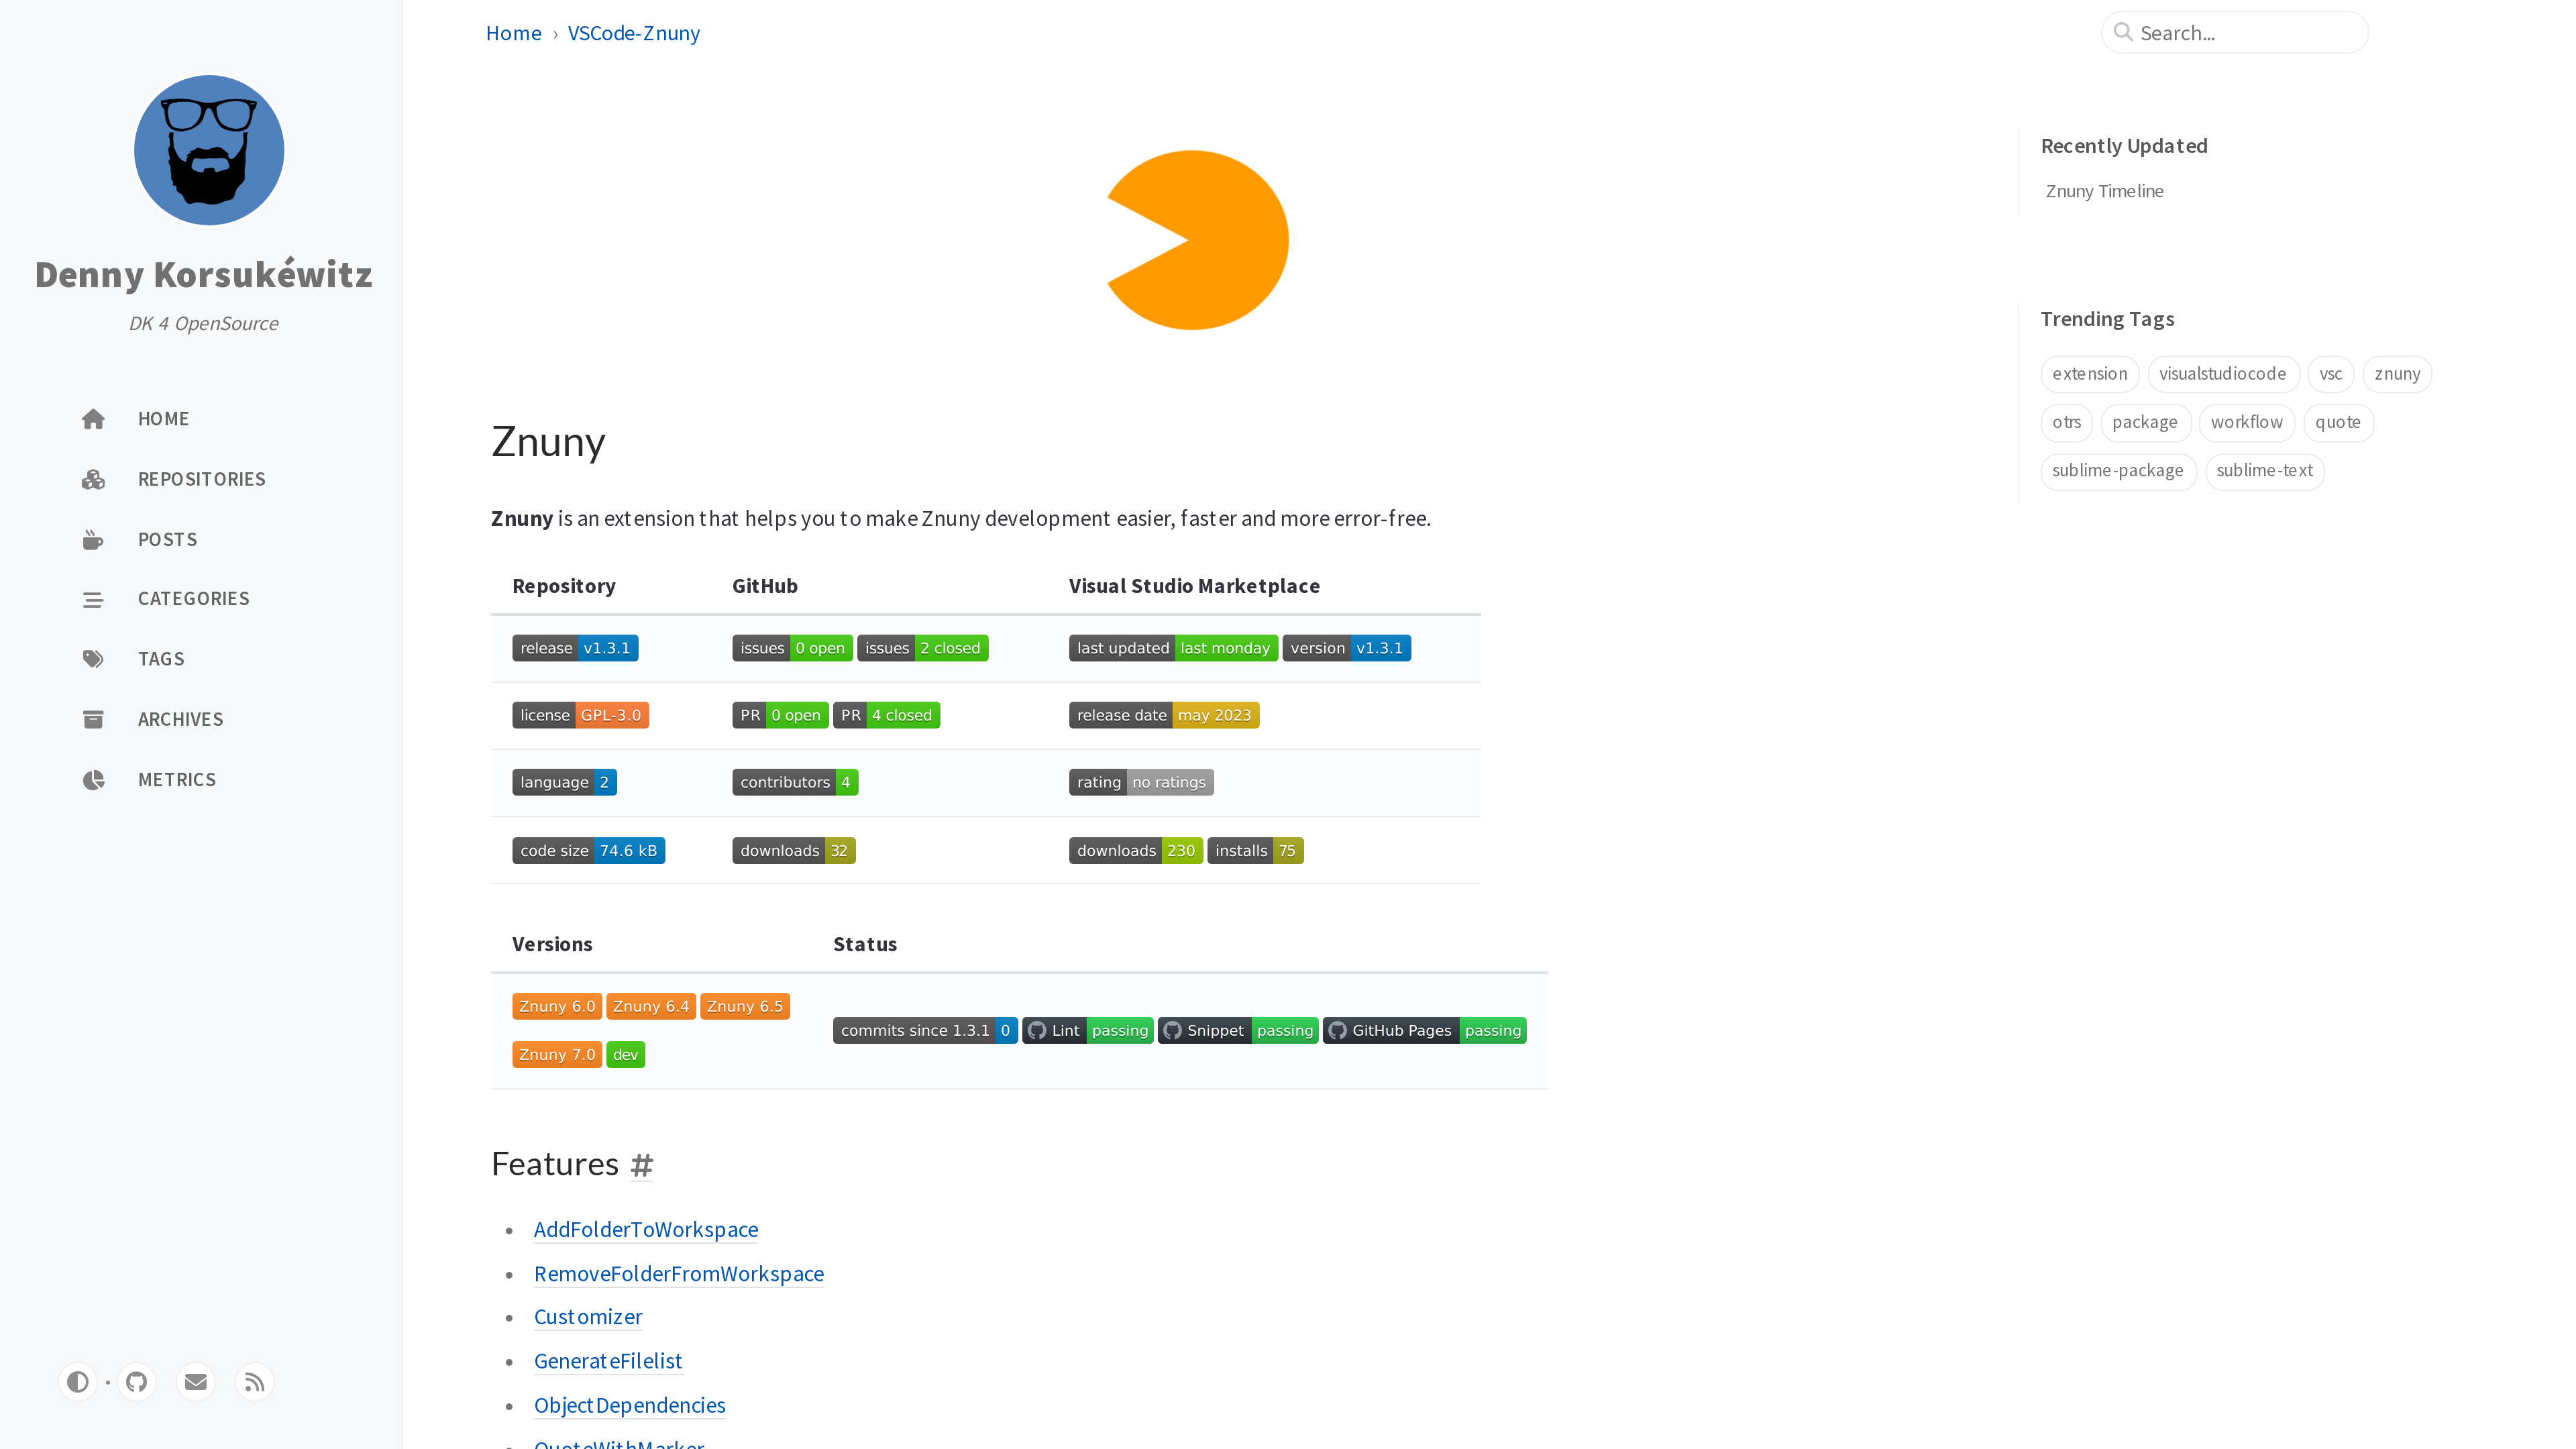 Denny Korsukéwitz
DK 4 OpenSource
HOME
REPOSITORIES
POSTS
CATEGORIES
TAGS
ARCHIVES
METRICS
Home › VSCode-Znuny
Search...
Znuny
Znuny is an extension that helps you to make Znuny development easier, faster and more error-free.
Repository GitHub Visual Studio Marketplace
release v1.3.1 issues 0 open issues 2 closed last updated last monday version v1.3.1
license GPL-3.0 PR 0 open PR 4 closed release date may 2023
language 2 contributors 4 rating no ratings
code size 74.6 kB downloads 32 downloads 230 installs 75
Versions Status
Znuny 6.0 Znuny 6.4 Znuny 6.5
Znuny 7.0 dev
commits since 1.3.1 0 Lint passing Snippet passing GitHub Pages passing
Features #
AddFolderToWorkspace
RemoveFolderFromWorkspace
Customizer
GenerateFilelist
ObjectDependencies
QuoteWithMarker
Recently Updated
Znuny Timeline
Trending Tags
extension visualstudiocode vsc znuny
otrs package workflow quote
sublime-package sublime-text